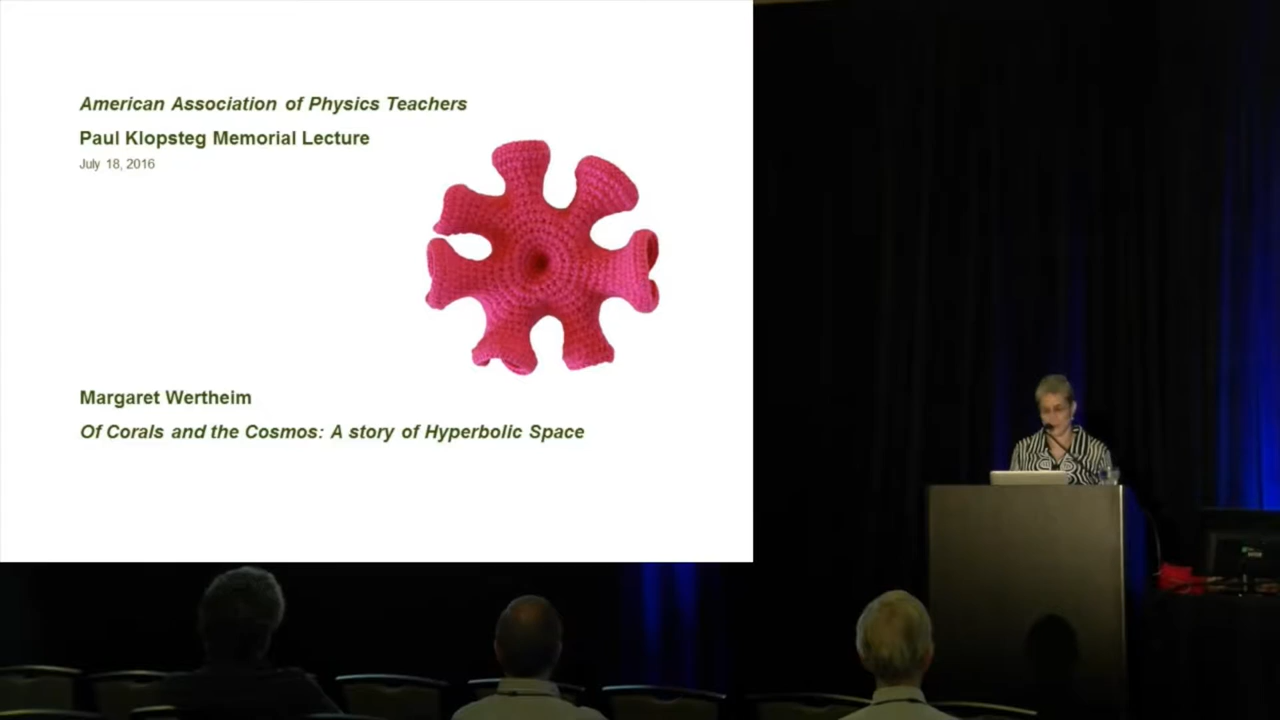 American Association of Physics Teachers
Paul Klopsteg Memorial Lecture
July 18, 2016
Margaret Wertheim
Of Corals and the Cosmos: A story of Hyperbolic Space